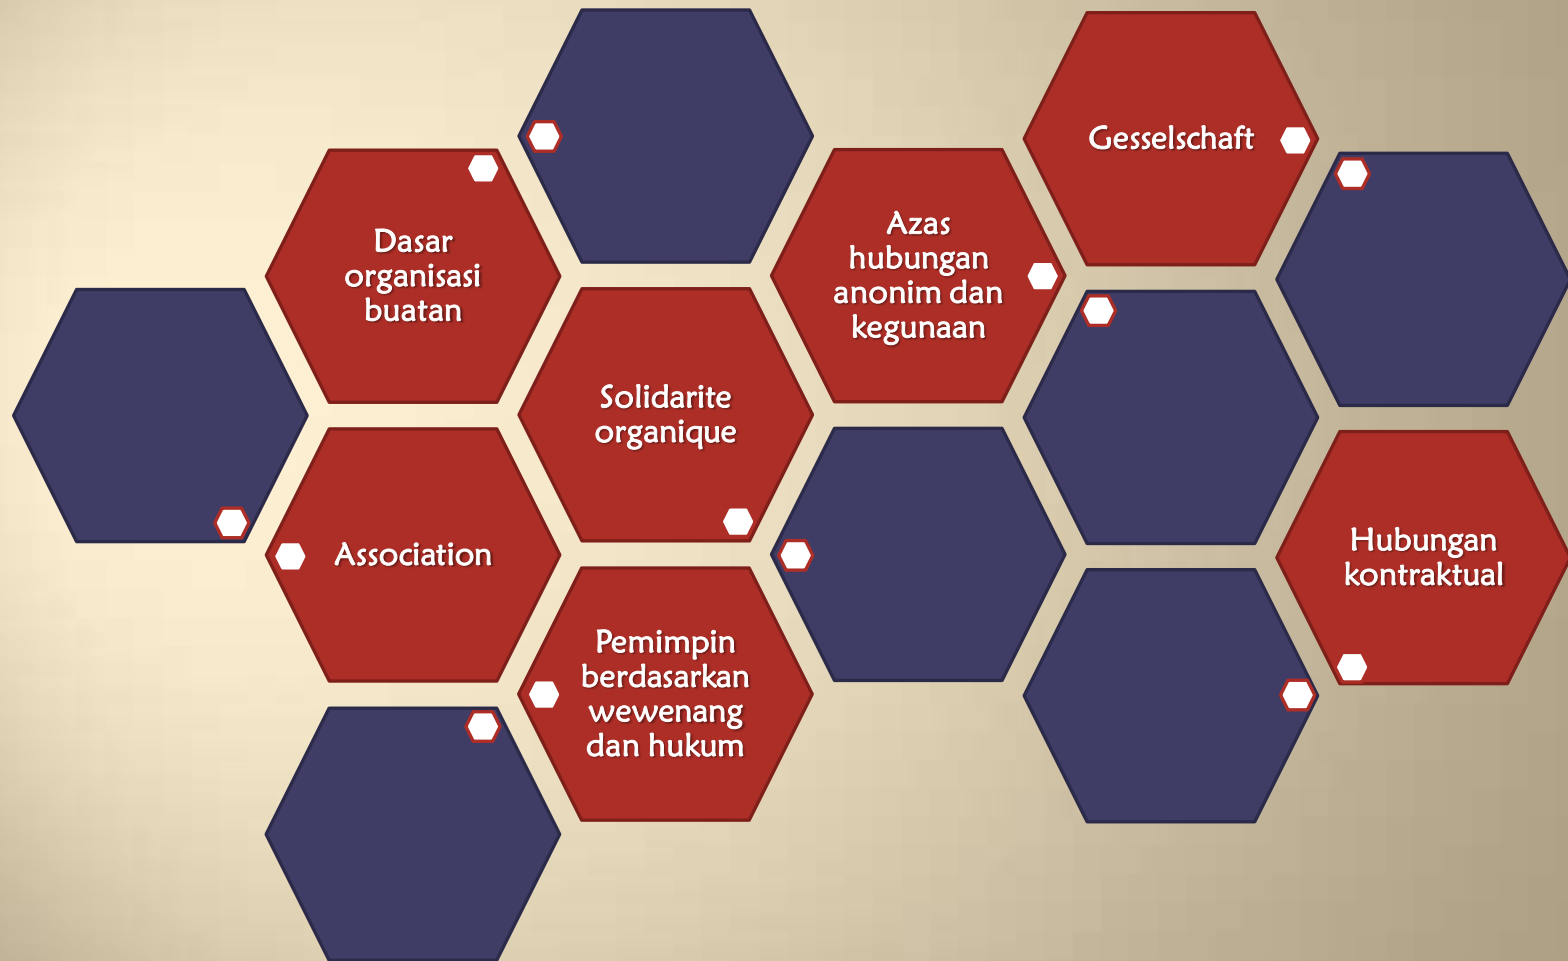 Dasar
organisasi
buatan
Association
Solidarite
organique
Pemimpin
berdasarkan
wewenang
dan hukum
Azas
hubungan
anonim dan
kegunaan
Gesselschaft
Hubungan
kontraktual